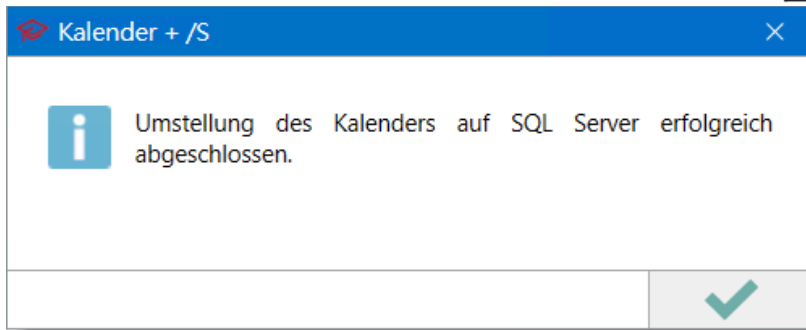 Kalender + /S
Umstellung des Kalenders auf SQL Server erfolgreich
abgeschlossen.